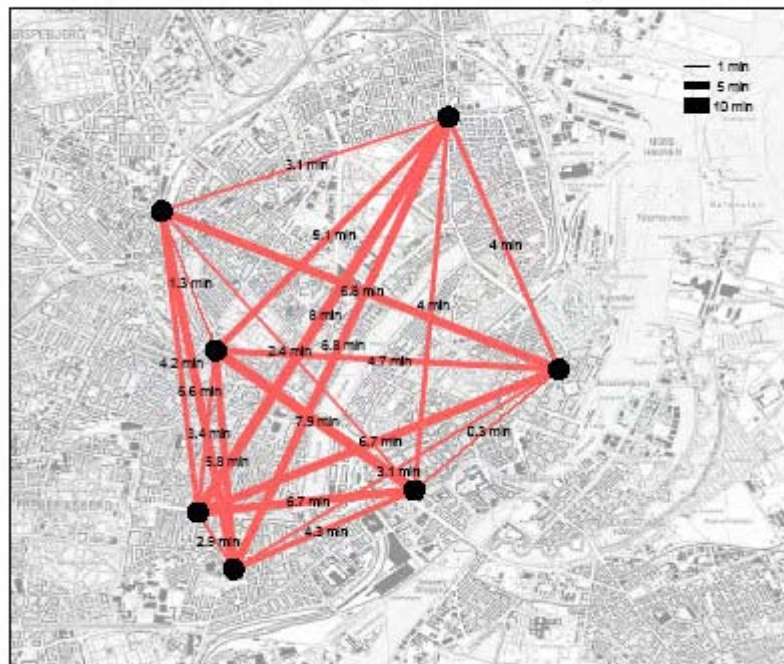 1 min
5 min
10 min
3.1 min
5.1 min
4 min
1.3 min
6.8 min
4 min
8 min
2.4 min
6.8 min
4.2 min
4.7 min
5.6 min
3.4 min
7.9 min
0.3 min
6.7 min
5.8 min
3.1 min
6.7 min
4.3 min
2.9 min